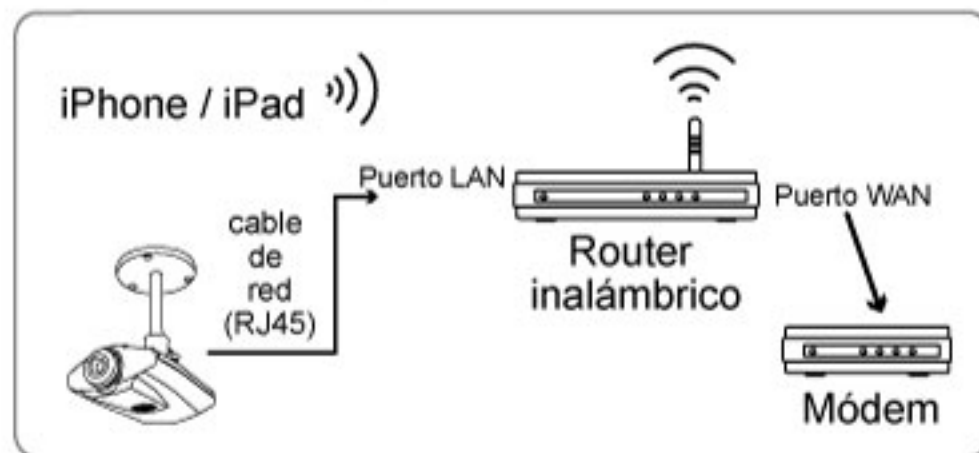 iPhone / iPad
Puerto LAN
Puerto WAN
cable
de
red
(RJ45)
Router
inalámbrico
Módem